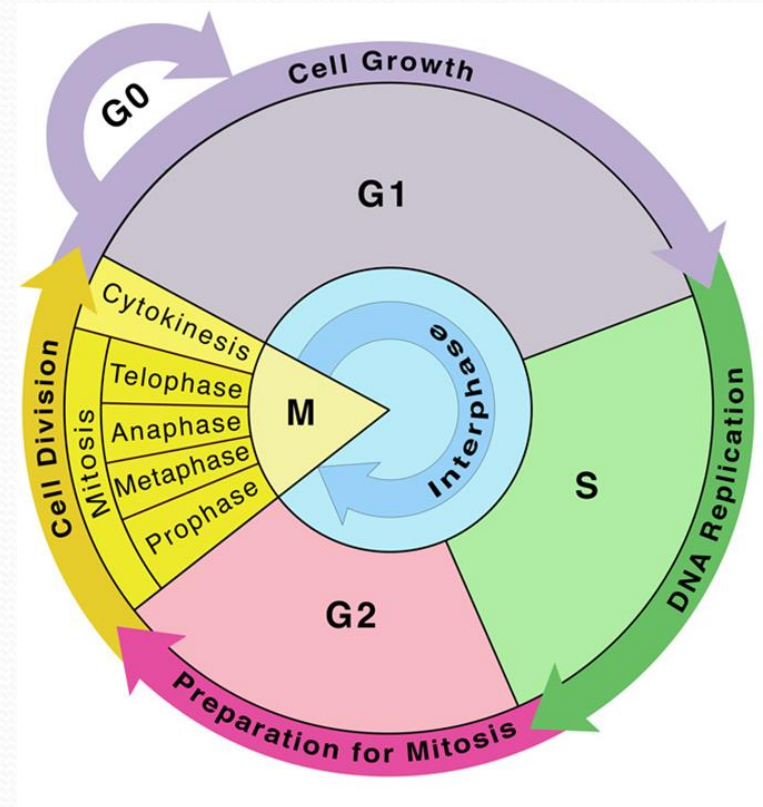 G0
Cell Growth
G1
Cytokinesis
Telophase
Anaphase
Metaphase
Prophase
Mitosis
Cell Division
M
Interphase
S
DNA Replication
G2
Preparation for Mitosis